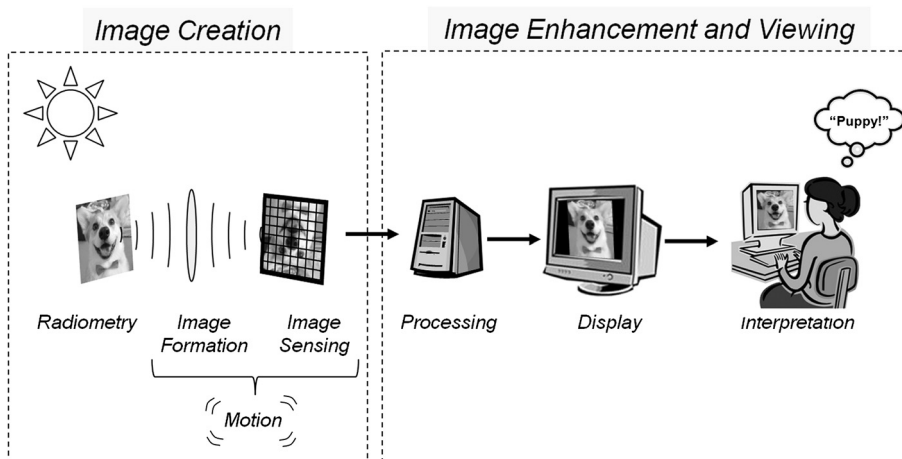 Image Creation
Image Enhancement and Viewing
"Puppy!"
Radiometry
Image
Formation
Image
Sensing
Processing
Display
Interpretation
Motion